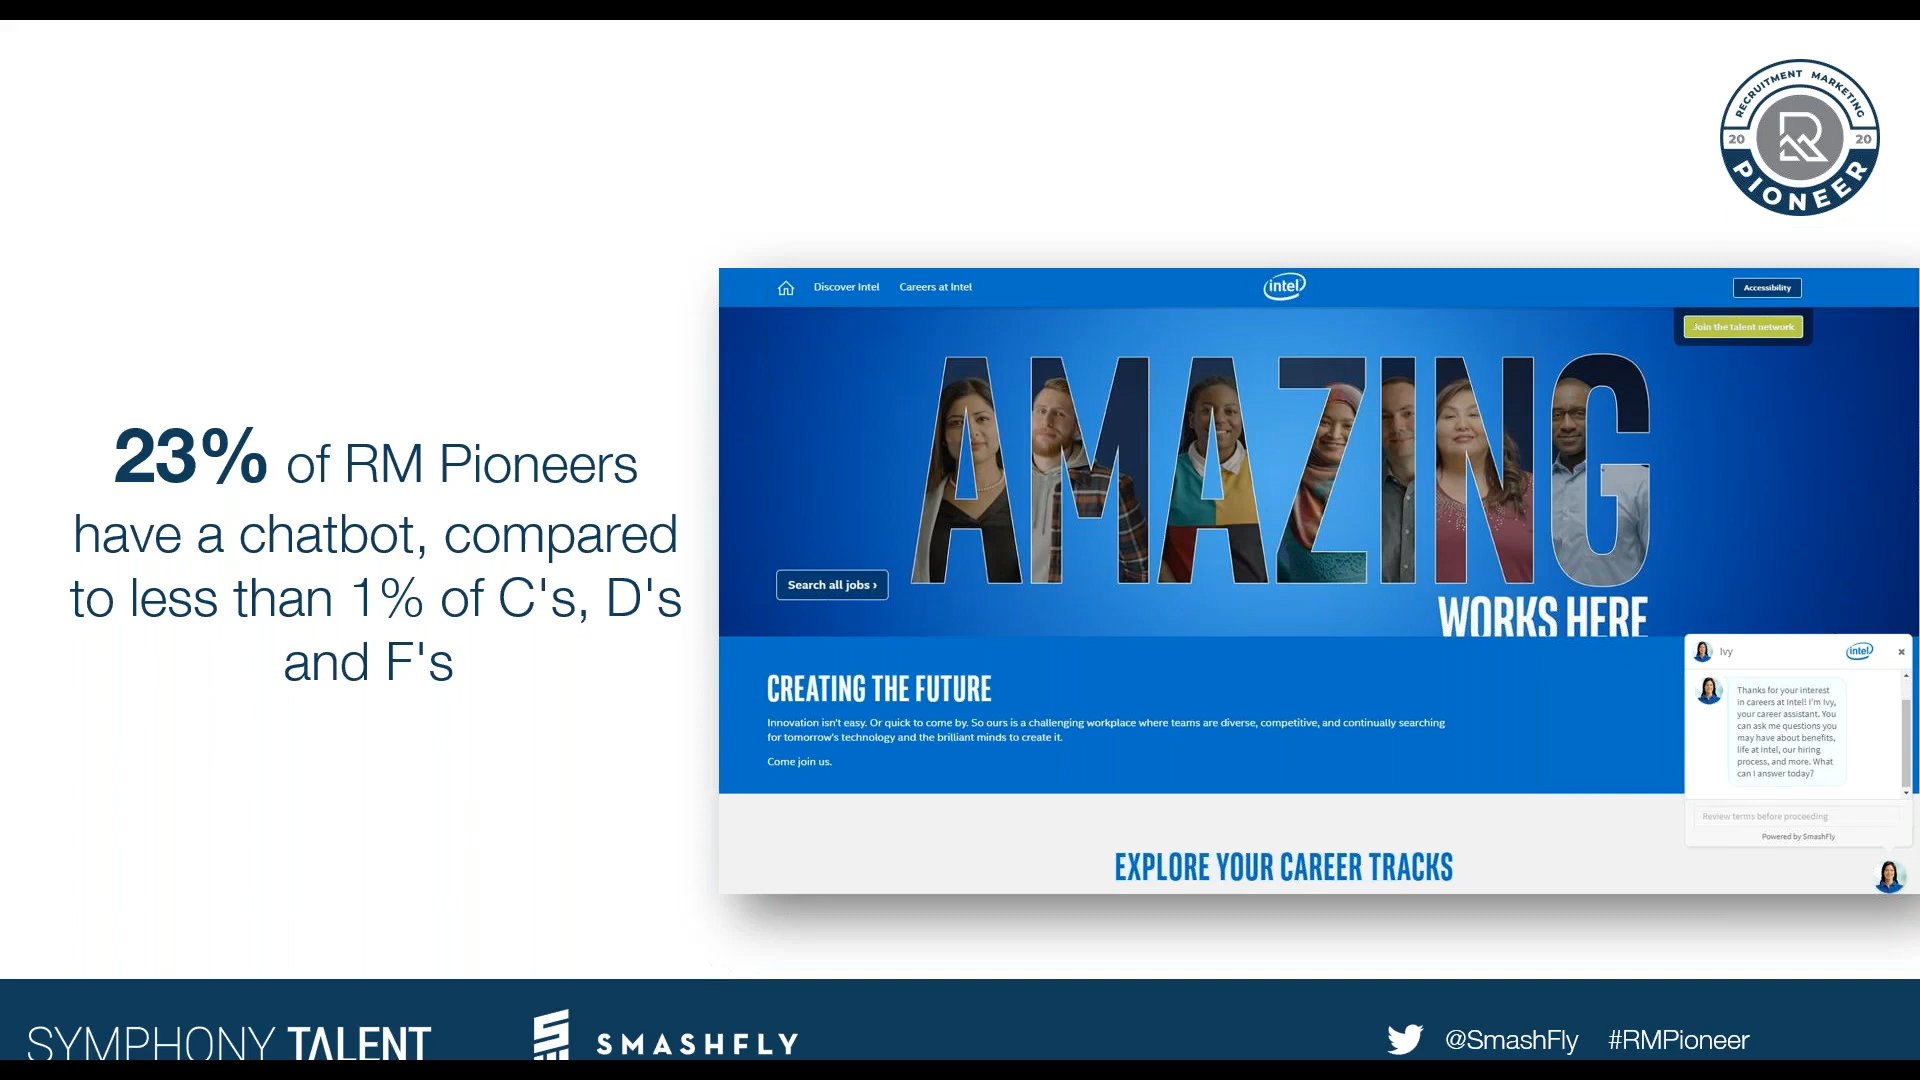 RECRUITMENT MARKETING
20 20
PIONEER
23% of RM Pioneers
have a chatbot, compared
to less than 1% of C's, D's
and F's
Discover Intel Careers at Intel
intel
Accessibility
Join the talent network
AMAZING
WORKS HERE
Search all jobs ›
CREATING THE FUTURE
Innovation isn't easy. Or quick to come by. So ours is a challenging workplace where teams are diverse, competitive, and continually searching
for tomorrow's technology and the brilliant minds to create it.
Come join us.
EXPLORE YOUR CAREER TRACKS
Ivy
intel
Thanks for your interest
in careers at Intel! I'm Ivy,
your career assistant. You
can ask me questions you
may have about benefits,
life at Intel, our hiring
process, and more. What
can I answer today?
Review terms before proceeding
Powered by SmashFly
SYMPHONY TALENT
SMASHFLY
@SmashFly #RMPioneer